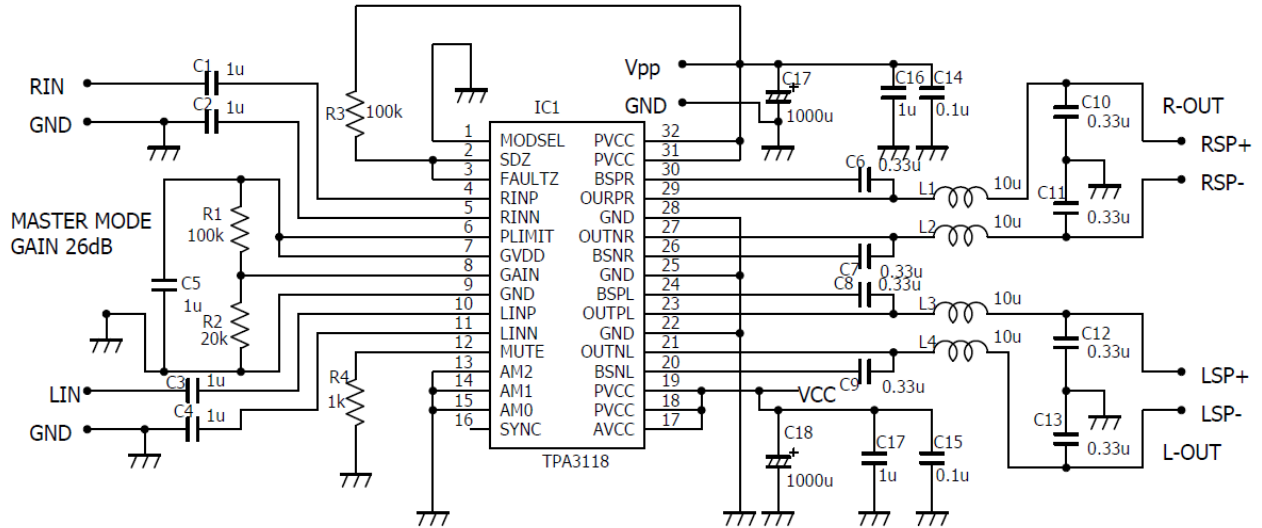 RIN
C1
1u
GND
C2
1u
R3
100k
IC1
Vpp
GND
C17
+
1000u
C16
1u
C14
0.1u
C10
0.33u
R-OUT
RSP+
RSP-
C11
0.33u
MASTER MODE
GAIN 26dB
R1
100k
C5
1u
R2
20k
LIN
C3
1u
GND
C4
1u
R4
1k
1 MODSEL PVCC 32
2 SDZ PVCC 31
3 FAULTZ BSPR 30
4 RINP OURPR 29
5 RINN GND 28
6 PLIMIT OUTNR 27
7 GVDD BSNR 26
8 GAIN GND 25
9 GND BSPL 24
10 LINP OUTPL 23
11 LINN GND 22
12 MUTE OUTNL 21
13 AM2 BSNL 20
14 AM1 PVCC 19
15 AM0 PVCC 18
16 SYNC AVCC 17
TPA3118
C6
0.33u
L1
10u
L2
10u
C7
0.33u
C8
0.33u
L3
10u
L4
10u
C9
0.33u
VCC
C18
+
1000u
C17
1u
C15
0.1u
C12
0.33u
LSP+
LSP-
C13
0.33u
L-OUT